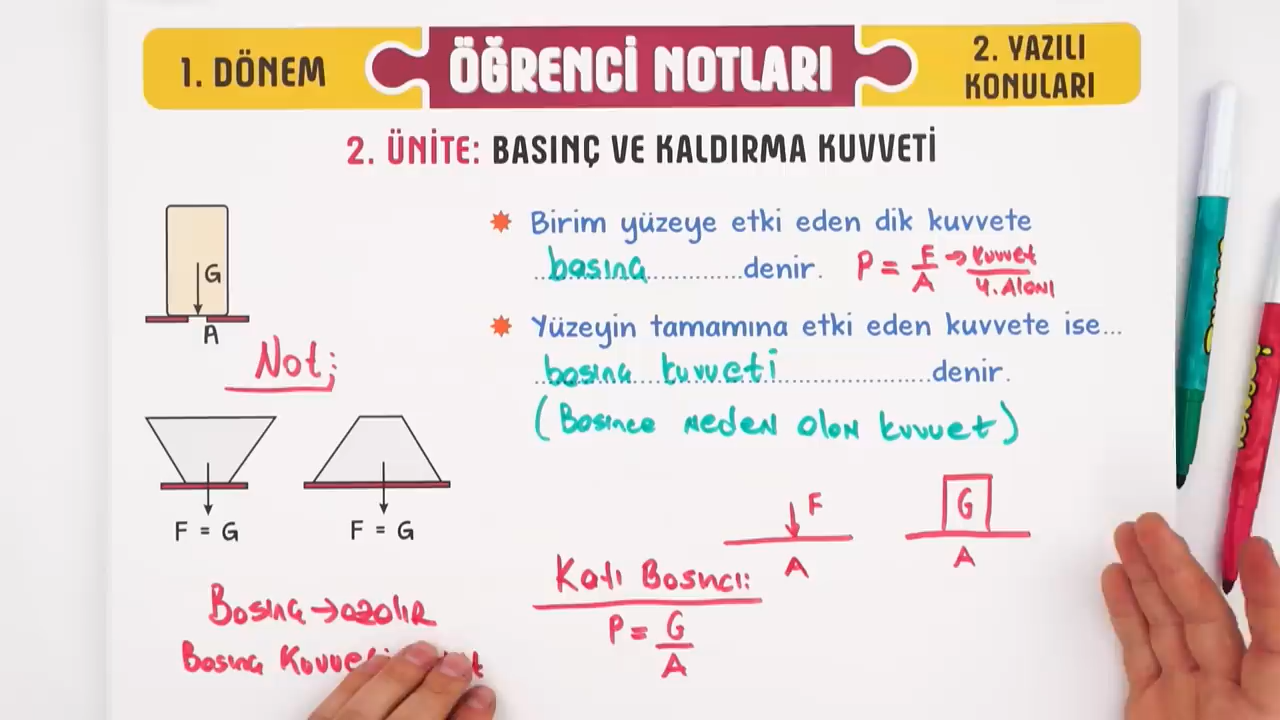 1. DÖNEM
ÖĞRENCİ NOTLARI
2. YAZILI
KONULARI
2. ÜNİTE: BASINÇ VE KALDIRMA KUVVETİ
G
A
Not;
F = G
F = G
Basınç → azalır
Basınç
Birim yüzeye etki eden dik kuvvete
basınç denir.
P = F/A → kuvvet / Y. Alanı
Yüzeyin tamamına etki eden kuvvete ise...
basınç kuvveti denir.
(Basınca neden olan kuvvet)
F
A
G
A
Katı Basıncı:
P = G/A